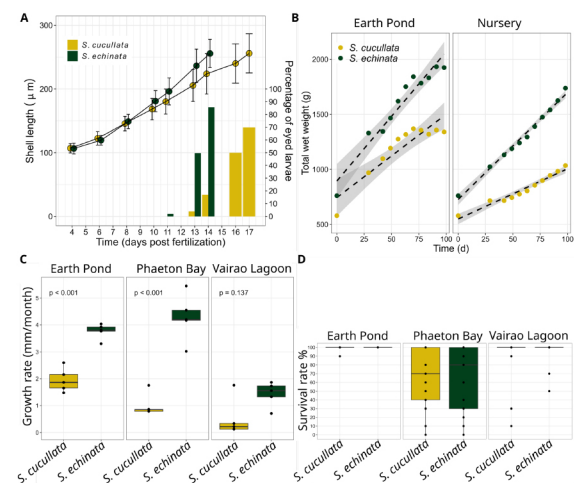 A
S. cucullata
S. echinata
Shell length ( μ m)
300
200
100
0
Percentage of eyed larvae
100
90
80
70
60
50
40
30
20
10
0
4 5 6 7 8 9 10 11 12 13 14 15 16 17
Time (days post fertilization)
B
Earth Pond Nursery
S. cucullata
S. echinata
Total wet weight (g)
2000
1500
1000
500
0 25 50 75 100 0 25 50 75 100
Time (d)
C
Earth Pond Phaeton Bay Vairao Lagoon
p < 0.001 p < 0.001 p = 0.137
Growth rate (mm/month)
5
4
3
2
1
0
S. cucullata S. echinata S. cucullata S. echinata S. cucullata S. echinata
D
Earth Pond Phaeton Bay Vairao Lagoon
Survival rate %
100
90
80
70
60
50
40
30
20
10
0
S. cucullata S. echinata S. cucullata S. echinata S. cucullata S. echinata